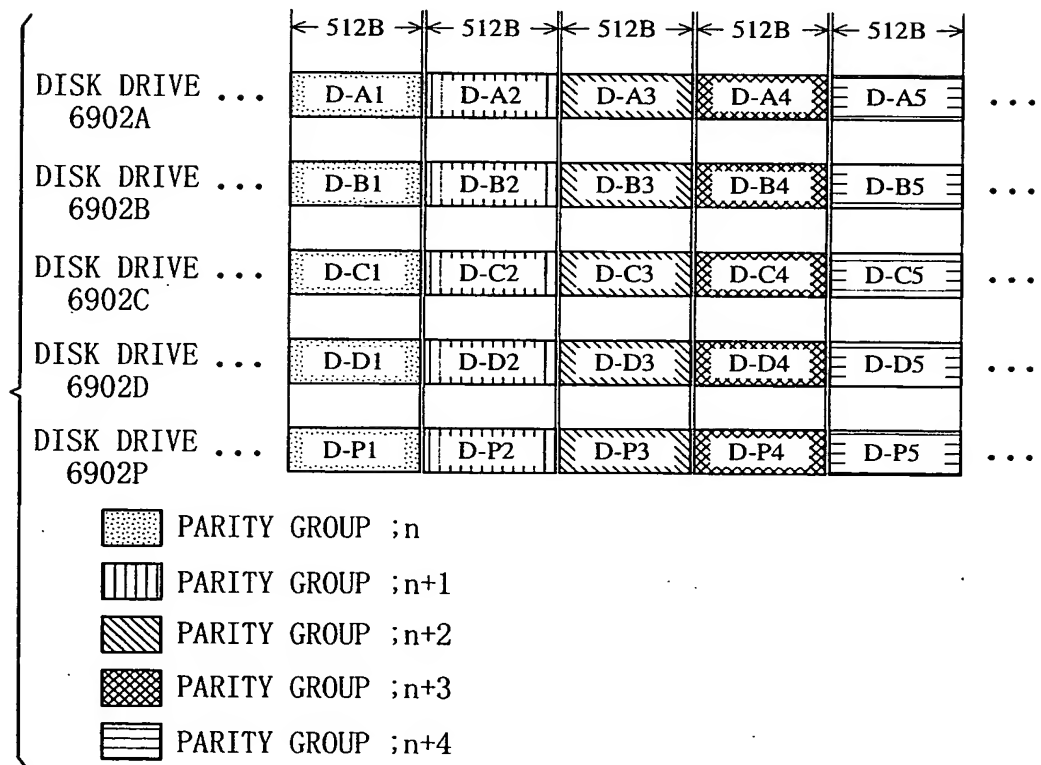 512B 512B 512B 512B 512B
DISK DRIVE ... D-A1 D-A2 D-A3 D-A4 D-A5 ...
6902A
DISK DRIVE ... D-B1 D-B2 D-B3 D-B4 D-B5 ...
6902B
DISK DRIVE ... D-C1 D-C2 D-C3 D-C4 D-C5 ...
6902C
DISK DRIVE ... D-D1 D-D2 D-D3 D-D4 D-D5 ...
6902D
DISK DRIVE ... D-P1 D-P2 D-P3 D-P4 D-P5 ...
6902P
PARITY GROUP ;n
PARITY GROUP ;n+1
PARITY GROUP ;n+2
PARITY GROUP ;n+3
PARITY GROUP ;n+4